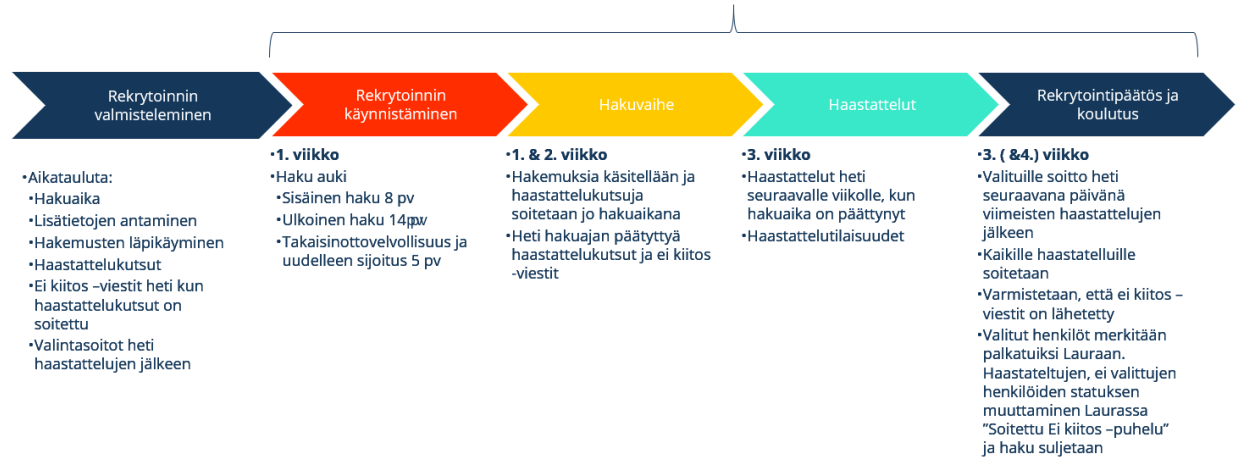 Rekrytoinnin
valmisteleminen
Rekrytoinnin
käynnistäminen
Hakuvaihe
Haastattelut
Rekrytointipäätös ja
koulutus
•Aikatauluta:
•Hakuaika
•Lisätietojen antaminen
•Hakemusten läpikäyminen
•Haastattelukutsut
•Ei kiitos –viestit heti kun
haastattelukutsut on
soitettu
•Valintasoitot heti
haastattelujen jälkeen
•1. viikko
•Haku auki
•Sisäinen haku 8 pv
•Ulkoinen haku 14pv
•Takaisinottovelvollisuus ja
uudelleen sijoitus 5 pv
•1. & 2. viikko
•Hakemuksia käsitellään ja
haastattelukutsuja
soitetaan jo hakuaikana
•Heti hakuajan päätyttyä
haastattelukutsut ja ei kiitos
-viestit
•3. viikko
•Haastattelut heti
seuraavalle viikolle, kun
hakuaika on päättynyt
•Haastattelutilaisuudet
•3. ( &4.) viikko
•Valituille soitto heti
seuraavana päivänä
viimeisten haastattelujen
jälkeen
•Kaikille haastatelluille
soitetaan
•Varmistetaan, että ei kiitos –
viestit on lähetetty
•Valitut henkilöt merkitään
palkatuiksi Lauraan.
Haastateltujen, ei valittujen
henkilöiden statuksen
muuttaminen Laurassa
”Soitettu Ei kiitos –puhelu”
ja haku suljetaan